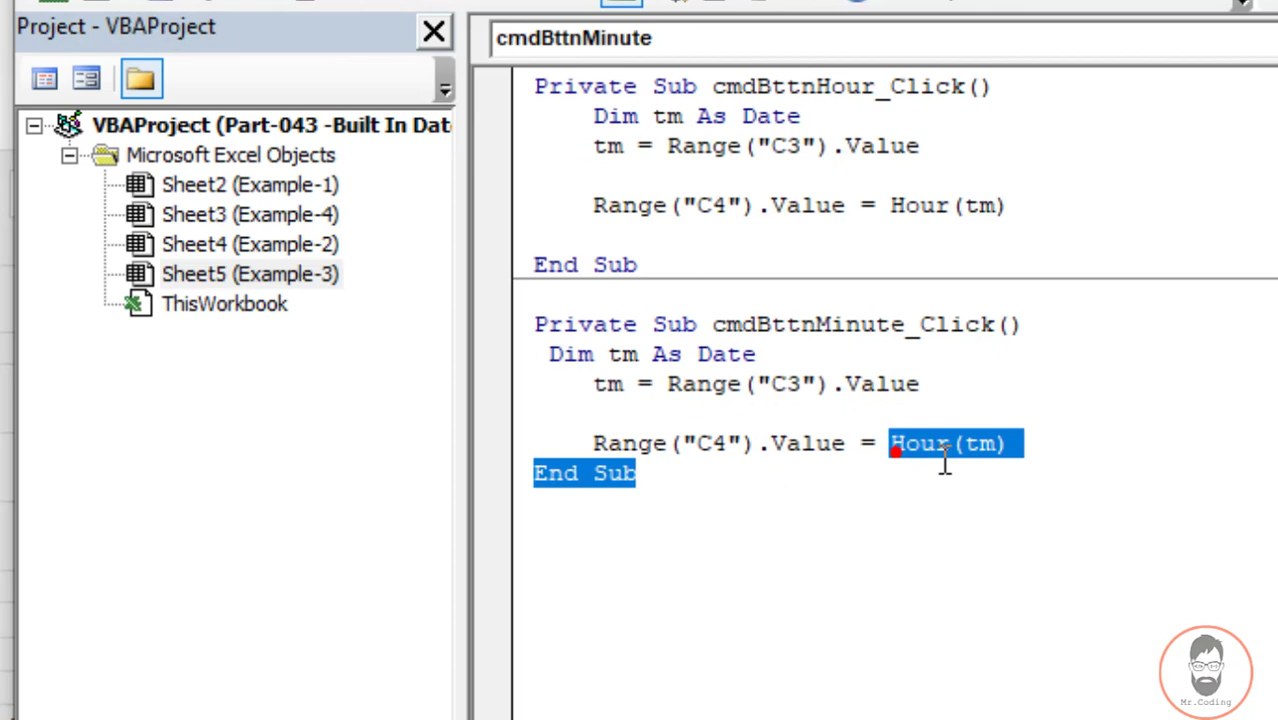 Project - VBAProject
VBAProject (Part-043 -Built In Dat
Microsoft Excel Objects
Sheet2 (Example-1)
Sheet3 (Example-4)
Sheet4 (Example-2)
Sheet5 (Example-3)
ThisWorkbook
cmdBttnMinute
Private Sub cmdBttnHour_Click()
Dim tm As Date
tm = Range("C3").Value
Range("C4").Value = Hour(tm)
End Sub
Private Sub cmdBttnMinute_Click()
Dim tm As Date
tm = Range("C3").Value
Range("C4").Value = Hour(tm)
End Sub
Mr.Coding